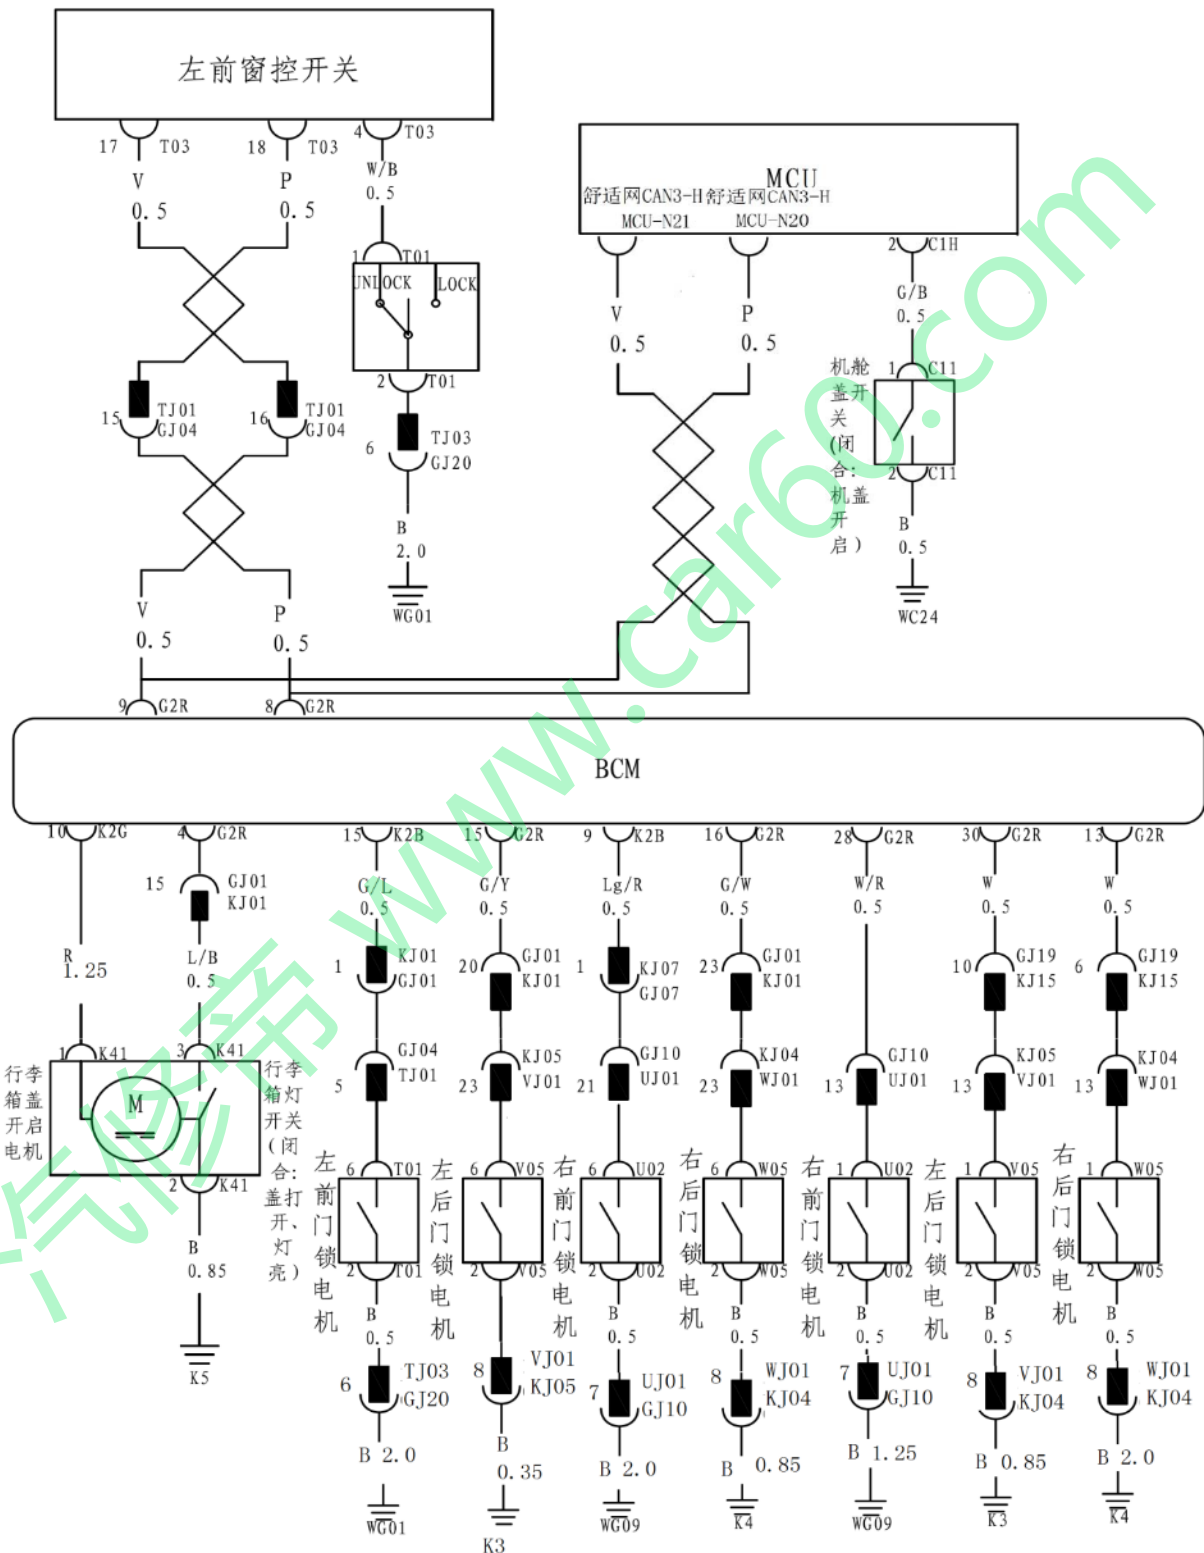 左前窗控开关
17 T03
18 T03
4 T03
V
0.5
P
0.5
W/B
0.5
1 T01
UNLOCK LOCK
2 T01
15 TJ01
GJ04
16 TJ01
GJ04
6 TJ03
GJ20
B
2.0
WG01
V
0.5
P
0.5
9 G2R
8 G2R
MCU
舒适网CAN3-H 舒适网CAN3-H
MCU-N21 MCU-N20
2 C1H
V
0.5
P
0.5
G/B
0.5
机舱
盖开
关
(闭
合:
机盖
开
启)
1 C11
2 C11
B
0.5
WC24
BCM
10 K2G
4 G2R
15 K2B
15 G2R
9 K2B
16 G2R
28 G2R
30 G2R
13 G2R
15 GJ01
KJ01
R
1.25
L/B
0.5
G/L
0.5
G/Y
0.5
Lg/R
0.5
G/W
0.5
W/R
0.5
W
0.5
W
0.5
1 KJ01
GJ01
20 GJ01
KJ01
1 KJ07
GJ07
23 GJ01
KJ01
10 GJ19
KJ15
6 GJ19
KJ15
5 GJ04
TJ01
23 KJ05
VJ01
21 GJ10
UJ01
23 KJ04
WJ01
13 GJ10
UJ01
13 KJ05
VJ01
13 KJ04
WJ01
1 K41
3 K41
M
2 K41
行李
箱盖
开启
电机
行李
箱灯
开关
(闭
合:
盖打
开、
灯
亮)
B
0.85
K5
左前门锁电机
6 T01
2 T01
左后门锁电机
6 V05
2 V05
右前门锁电机
6 U02
2 U02
右后门锁电机
6 W05
2 W05
右前门锁电机
1 U02
2 U02
左后门锁电机
1 V05
2 V05
右后门锁电机
1 W05
2 W05
B
0.5
B
0.5
B
0.5
B
0.5
B
0.5
B
0.5
6 TJ03
GJ20
8 VJ01
KJ05
7 UJ01
GJ10
8 WJ01
KJ04
7 UJ01
GJ10
8 VJ01
KJ04
8 WJ01
KJ04
B 2.0
B
0.35
B 2.0
B 0.85
B 1.25
B 0.85
B 2.0
WG01
K3
WG09
K4
WG09
K3
K4
汽修帝 www.car60.com